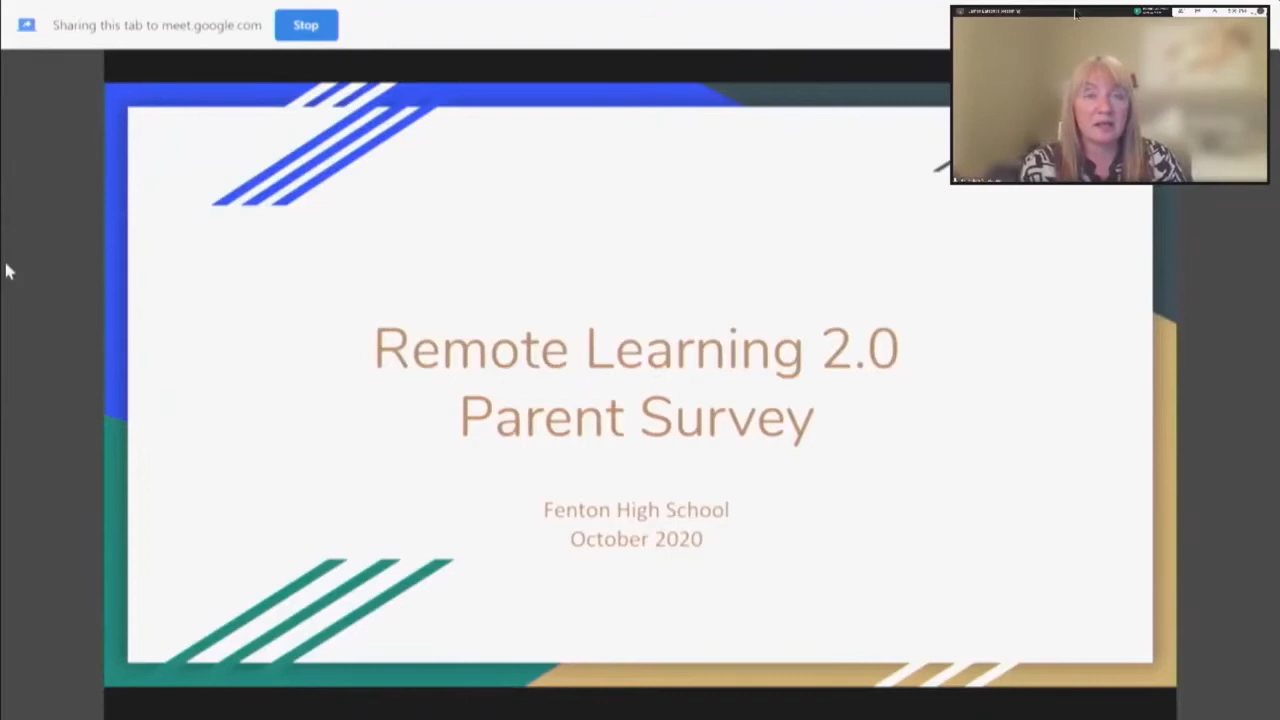 Sharing this tab to meet.google.com
Stop
Remote Learning 2.0
Parent Survey
Fenton High School
October 2020